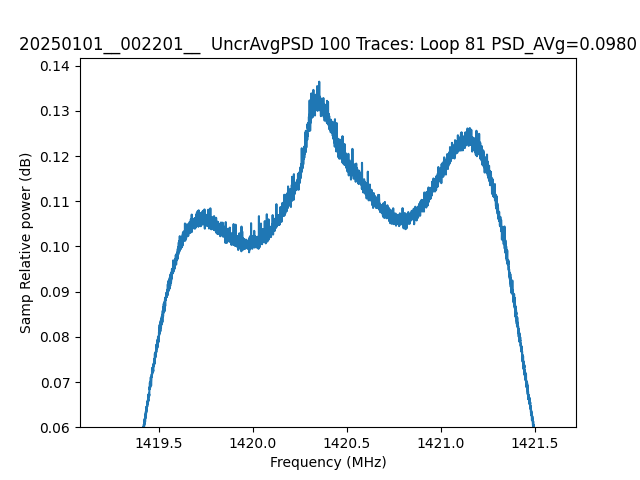 20250101__002201__ UncrAvgPSD 100 Traces: Loop 81 PSD_AVg=0.0980
0.14
0.13
0.12
0.11
0.10
0.09
0.08
0.07
0.06
Samp Relative power (dB)
1419.5 1420.0 1420.5 1421.0 1421.5
Frequency (MHz)